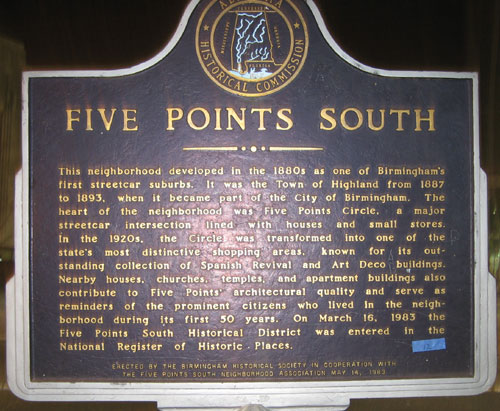 ALABAMA
HISTORICAL COMMISSION
FIVE POINTS SOUTH
This neighborhood developed in the 1880s as one of Birmingham's
first streetcar suburbs. It was the Town of Highland from 1887
to 1893, when it became part of the City of Birmingham. The
heart of the neighborhood was Five Points Circle, a major
streetcar intersection lined with houses and small stores.
In the 1920s, the Circle was transformed into one of the
state's most distinctive shopping areas, known for its out-
standing collection of Spanish Revival and Art Deco buildings.
Nearby houses, churches, temples, and apartment buildings also
contribute to Five Points' architectural quality and serve as
reminders of the prominent citizens who lived in the neigh-
borhood during its first 50 years. On March 16, 1983 the
Five Points South Historical District was entered in the
National Register of Historic Places.
ERECTED BY THE BIRMINGHAM HISTORICAL SOCIETY IN COOPERATION WITH
THE FIVE POINTS SOUTH NEIGHBORHOOD ASSOCIATION MAY 14, 1983